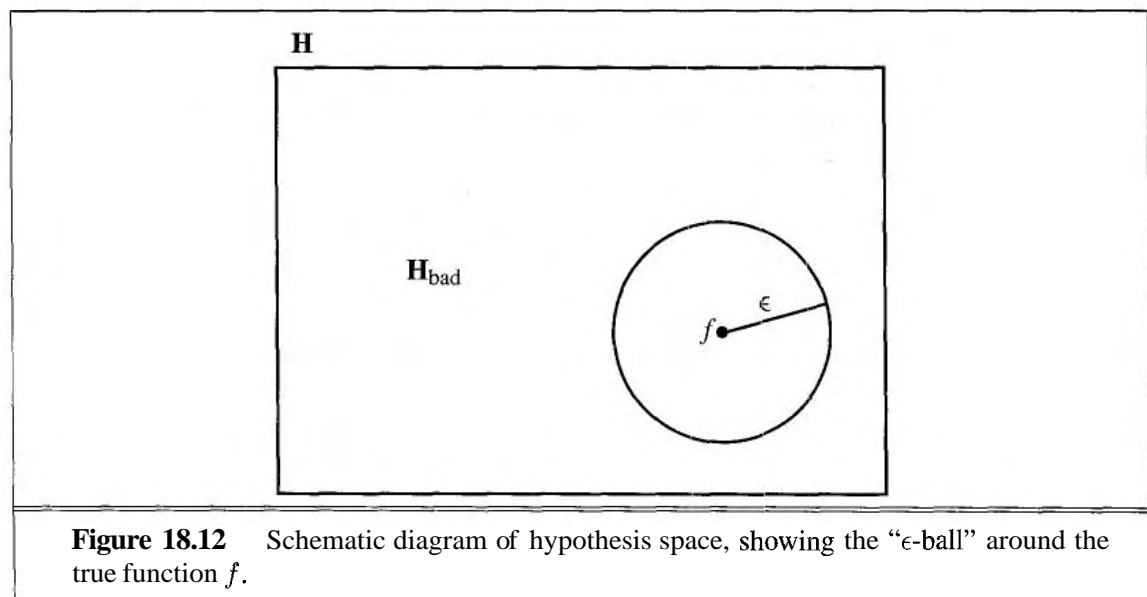 H
H_bad
ϵ
f
Figure 18.12 Schematic diagram of hypothesis space, showing the “ϵ-ball” around the
true function f.